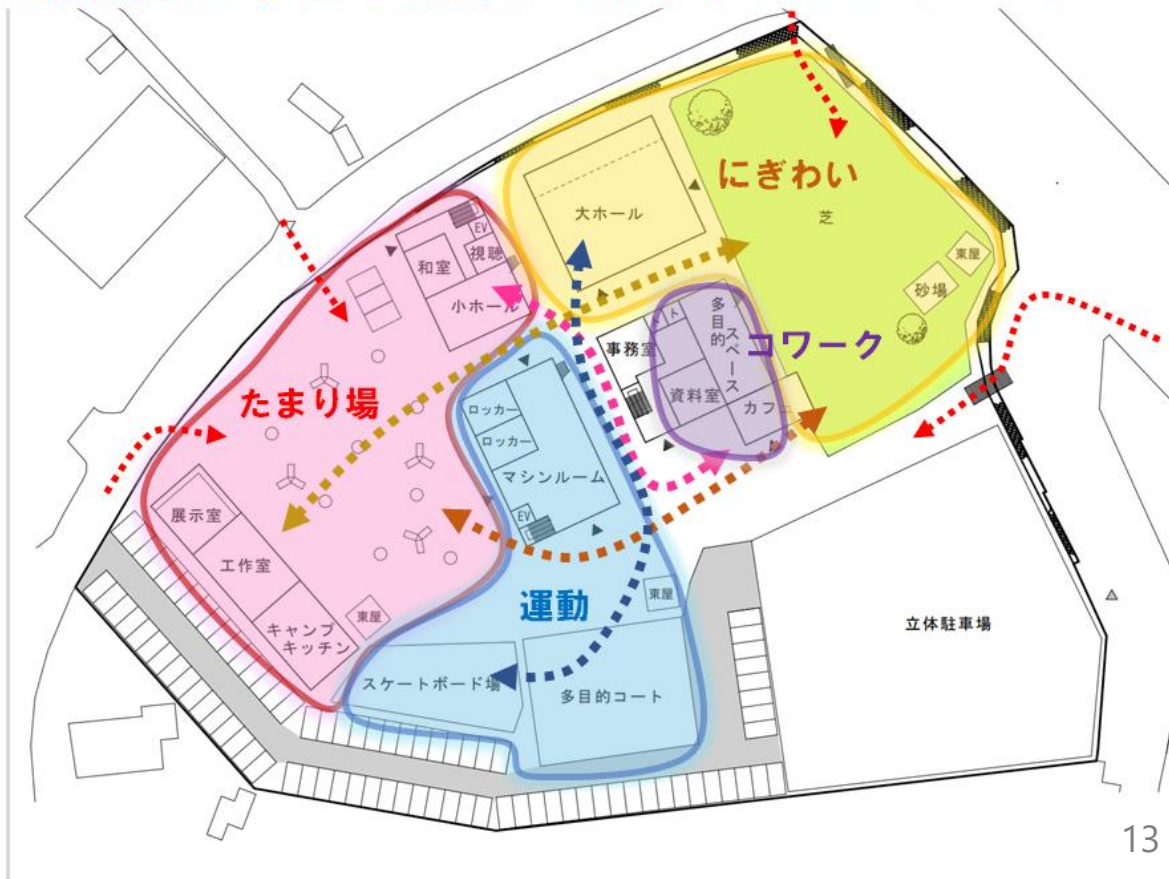 にぎわい
大ホール
芝
EV
視聴
和室
小ホール
東屋
砂場
多目的
スペース
コワーク
事務室
トイレ
資料室
カフェ
たまり場
ロッカー
ロッカー
マシンルーム
EV
展示室
工作室
キャンプ
キッチン
東屋
運動
東屋
立体駐車場
スケートボード場
多目的コート
13